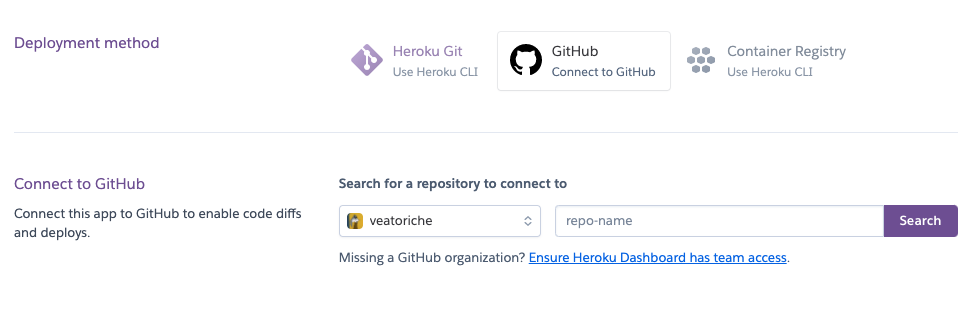 Deployment method
Heroku Git
Use Heroku CLI
GitHub
Connect to GitHub
Container Registry
Use Heroku CLI
Connect to GitHub
Connect this app to GitHub to enable code diffs
and deploys.
Search for a repository to connect to
veatoriche
repo-name
Search
Missing a GitHub organization? Ensure Heroku Dashboard has team access.